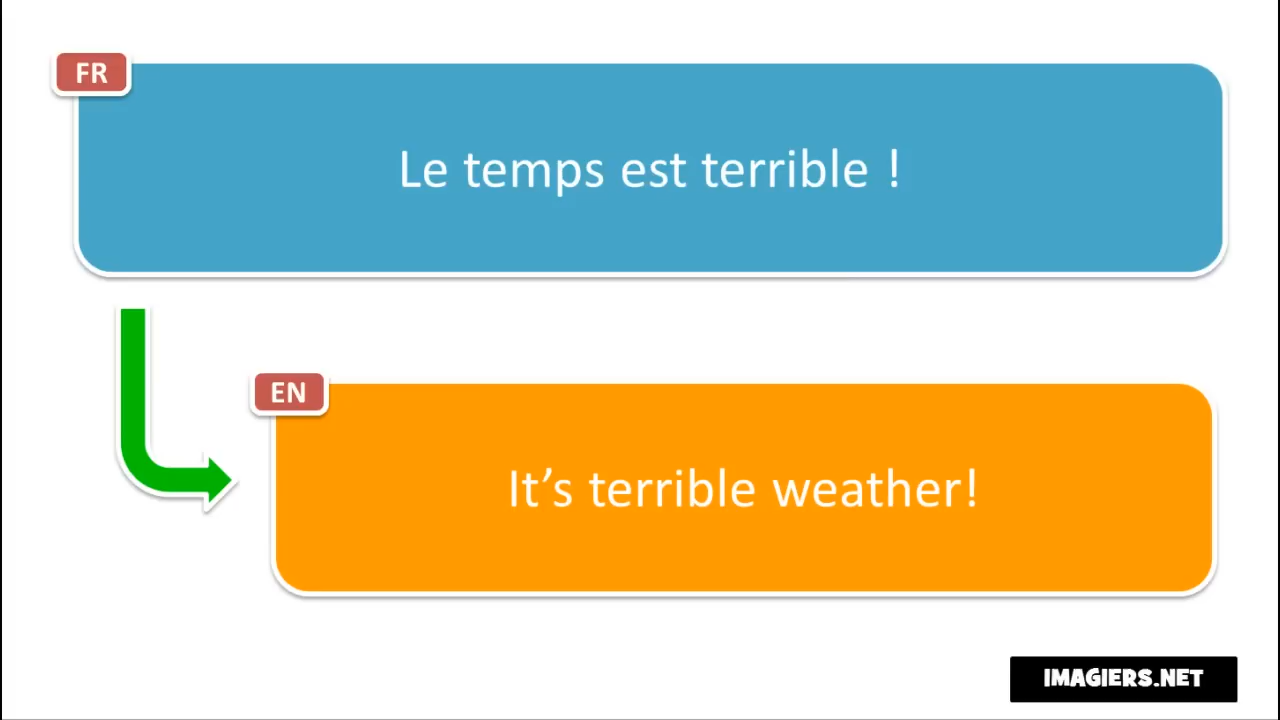 FR
Le temps est terrible !
EN
It’s terrible weather!
IMAGIERS.NET